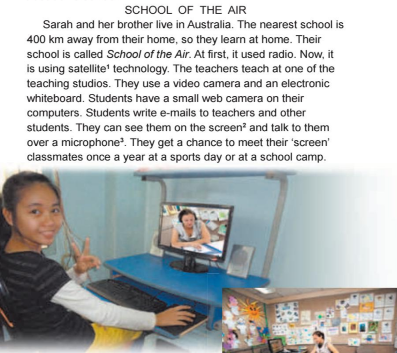 SCHOOL OF THE AIR
Sarah and her brother live in Australia. The nearest school is
400 km away from their home, so they learn at home. Their
school is called School of the Air. At first, it used radio. Now, it
is using satellite¹ technology. The teachers teach at one of the
teaching studios. They use a video camera and an electronic
whiteboard. Students have a small web camera on their
computers. Students write e-mails to teachers and other
students. They can see them on the screen² and talk to them
over a microphone³. They get a chance to meet their ‘screen’
classmates once a year at a sports day or at a school camp.